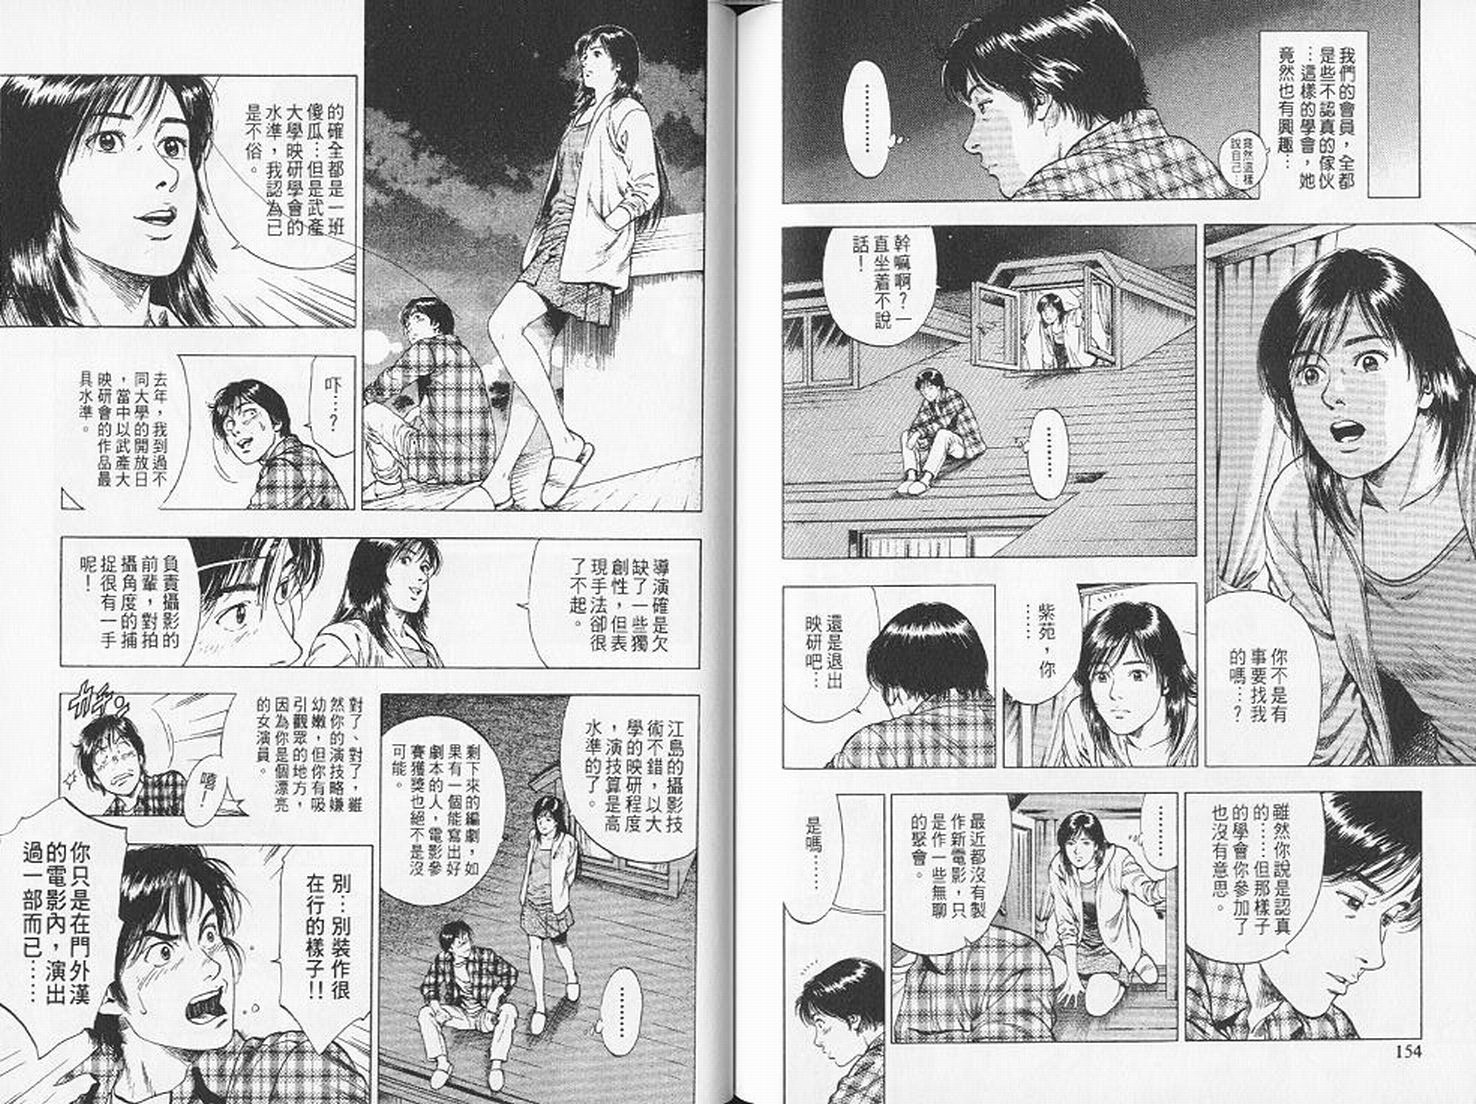 我們的會員，全都
是些不認真的傢伙
…這樣的學會，她
竟然也有興趣…
竟然這樣
說自己…
…………
你不是有
事要找我
的嗎…？
幹嘛啊？一
直坐着不說
話！
………
紫苑，你
……
還是退出
映研吧…
雖然你說是認真
的……但那樣子
的學會你參加了
也沒有意思。
………
最近都沒有製
作新電影，只
是作一些無聊
的聚會。
是嗎……
154
的確全都是一班
傻瓜…但是武產
大學映研學會的
水準，我認為已
是不俗。
吓…？
去年，我到過不
同大學的開放日
，當中以武產大
映研會的作品最
具水準。
導演確是欠
缺了一些獨
創性，但表
現手法卻很
了不起。
負責攝影的
前輩，對拍
攝角度的捕
捉很有一手
呢！
江島的攝影技
術不錯，以大
學的映研程度
，演技算是高
水準的了。
剩下來的編劇，如
果有一個能寫出好
劇本的人，電影參
賽獲獎也絕不是沒
可能。
………
對了、對了，雖
然你的演技略嫌
幼嫩，但你有吸
引觀眾的地方，
因為你是個漂亮
的女演員。
ガチッ
嘻！
別…別裝作很
在行的樣子!!
你只是在門外漢
的電影內，演出
過一部而已……